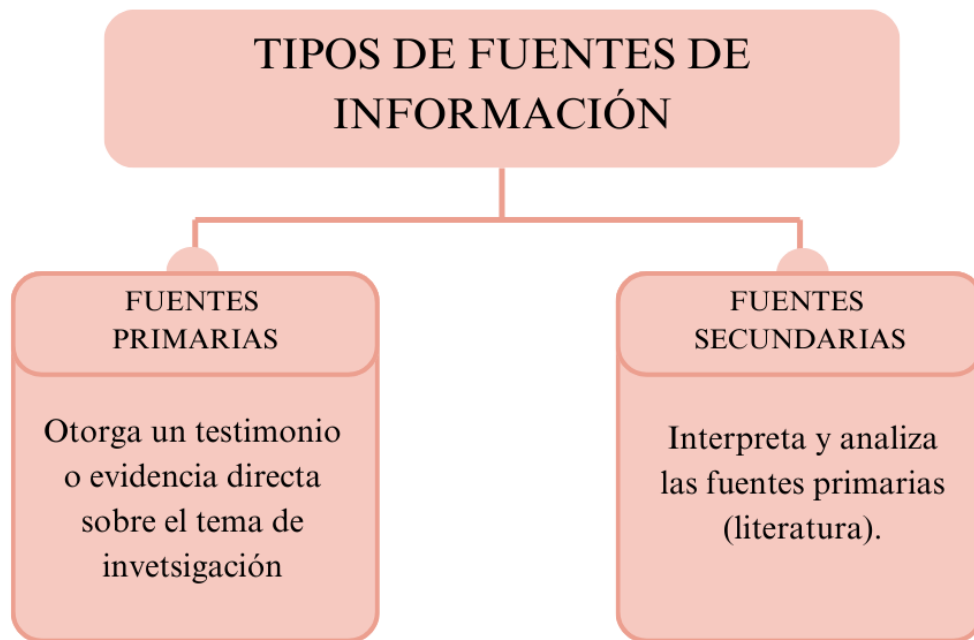 TIPOS DE FUENTES DE
INFORMACIÓN
FUENTES
PRIMARIAS
Otorga un testimonio
o evidencia directa
sobre el tema de
invetsigación
FUENTES
SECUNDARIAS
Interpreta y analiza
las fuentes primarias
(literatura).